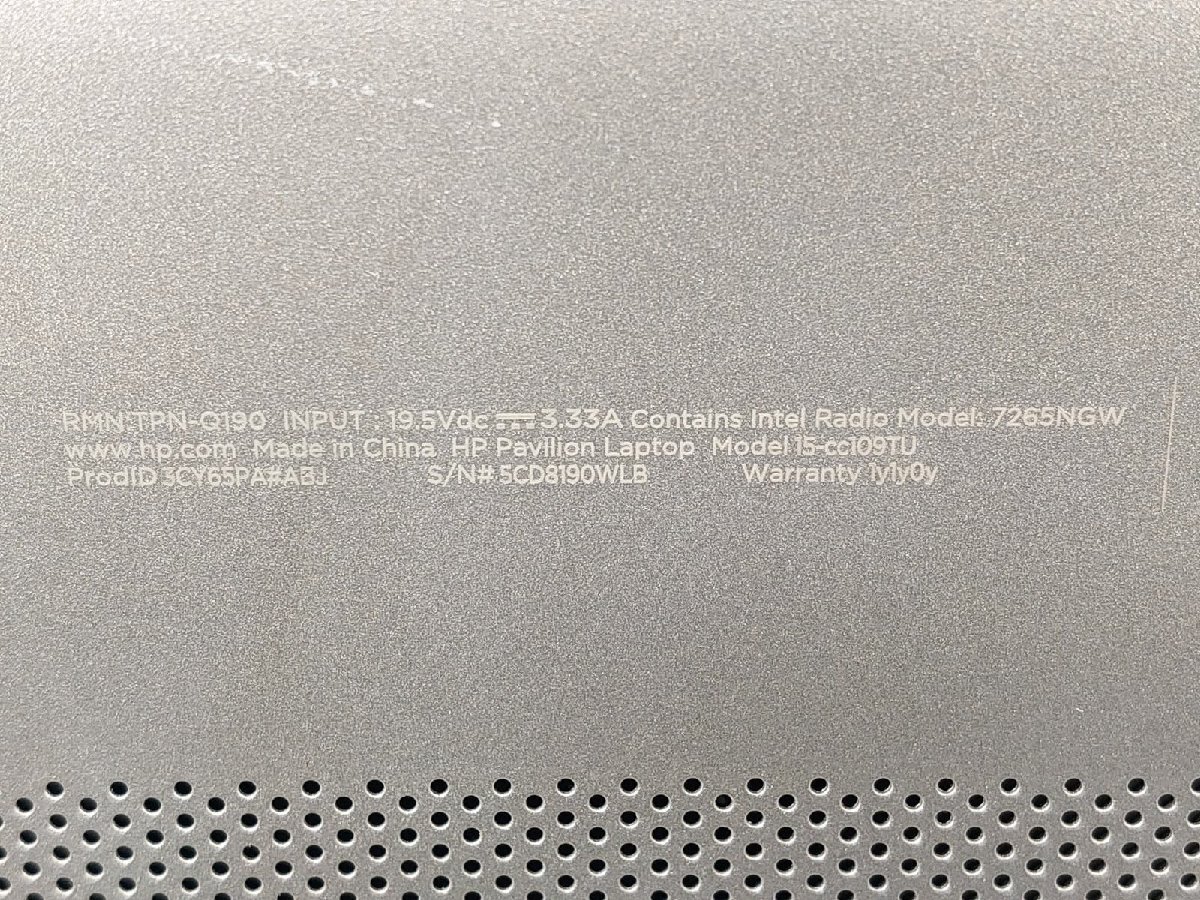 RMN:TPN-Q190 INPUT : 19.5Vdc ⎓ 3.33A Contains Intel Radio Model: 7265NGW
www.hp.com Made in China HP Pavilion Laptop Model 15-cc109TU
ProdID 3CY65PA#ABJ S/N# 5CD8190WLB Warranty 1y1y0y